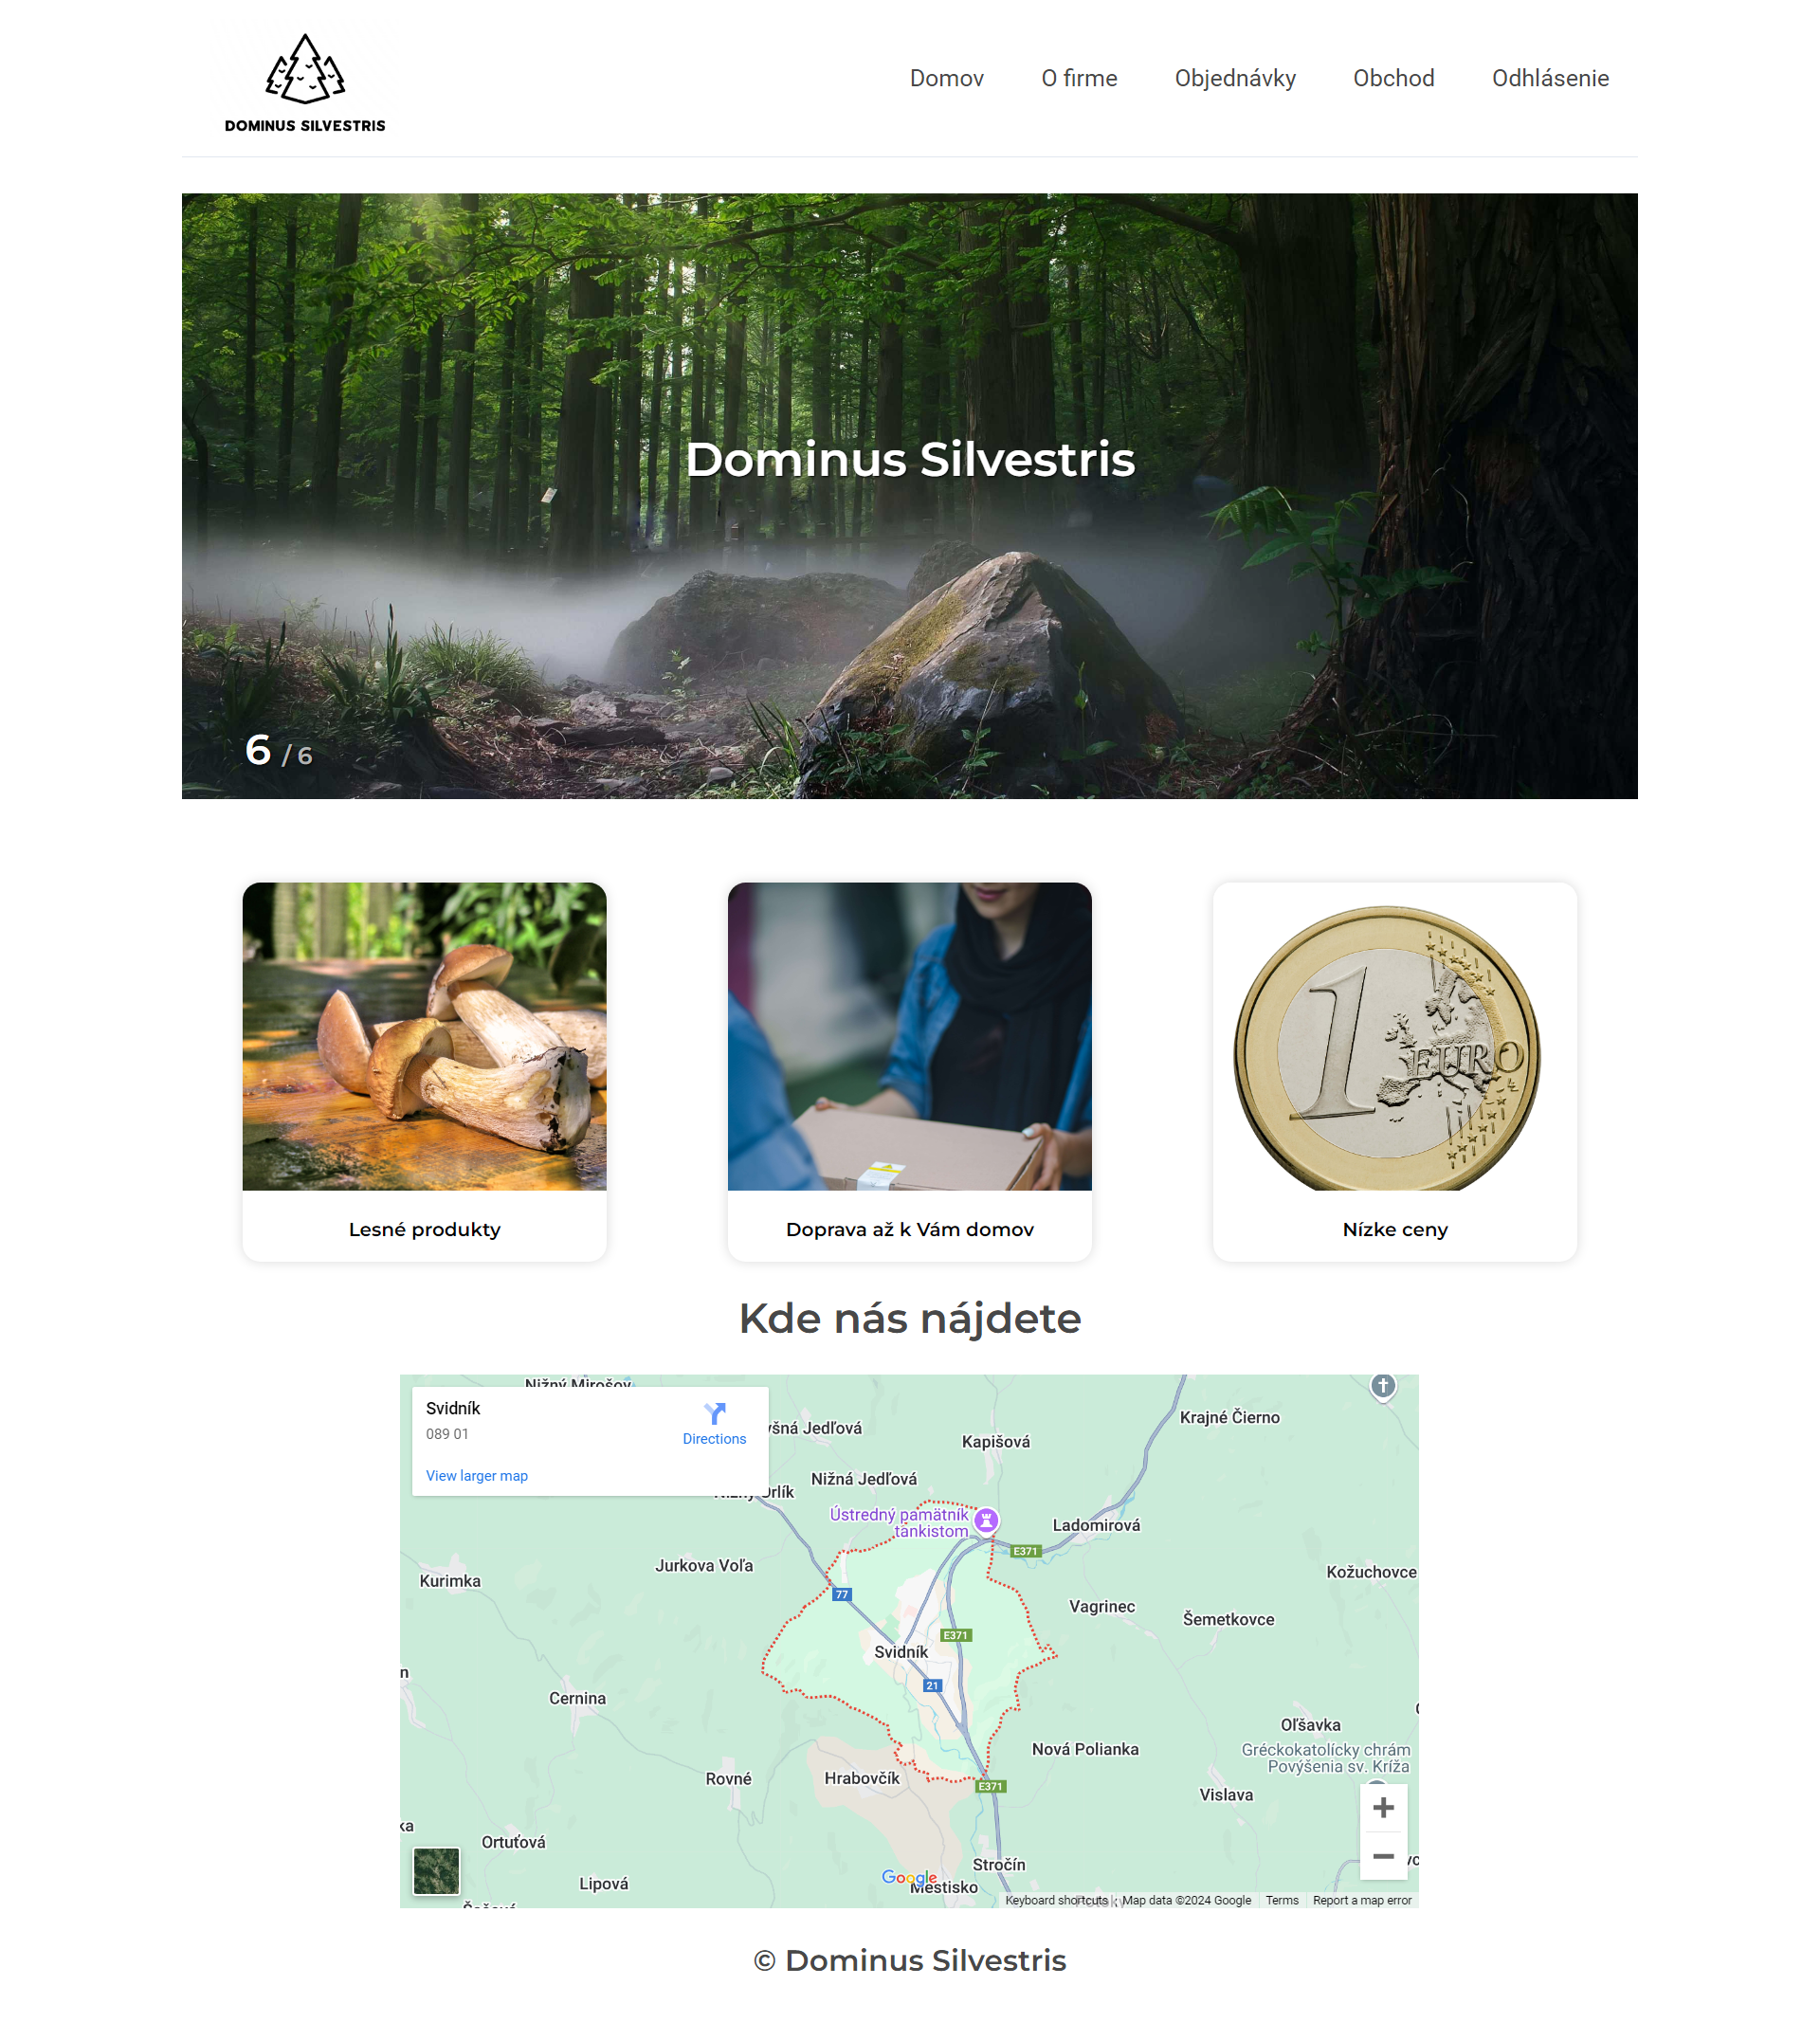 DOMINUS SILVESTRIS
Domov
O firme
Objednávky
Obchod
Odhlásenie
Dominus Silvestris
6 / 6
1
EURO
Lesné produkty
Doprava až k Vám domov
Nízke ceny
Kde nás nájdete
Svidník
089 01
Directions
View larger map
Nižný Mirošov
Krajné Čierno
Kapišová
Nižná Jedľová
Ústredný pamätník
tankistom
Ladomirová
E371
Jurkova Voľa
Kurimka
Kožuchovce
77
Vagrinec
Šemetkovce
E371
Svidník
21
Cernina
Oľšavka
Nová Polianka
Gréckokatolícky chrám
Povýšenia sv. Kríža
Rovné
Hrabovčík
E371
Vislava
Ortuťová
Stročín
Lipová
Google
Mestisko
Keyboard shortcuts
Map data ©2024 Google
Terms
Report a map error
© Dominus Silvestris